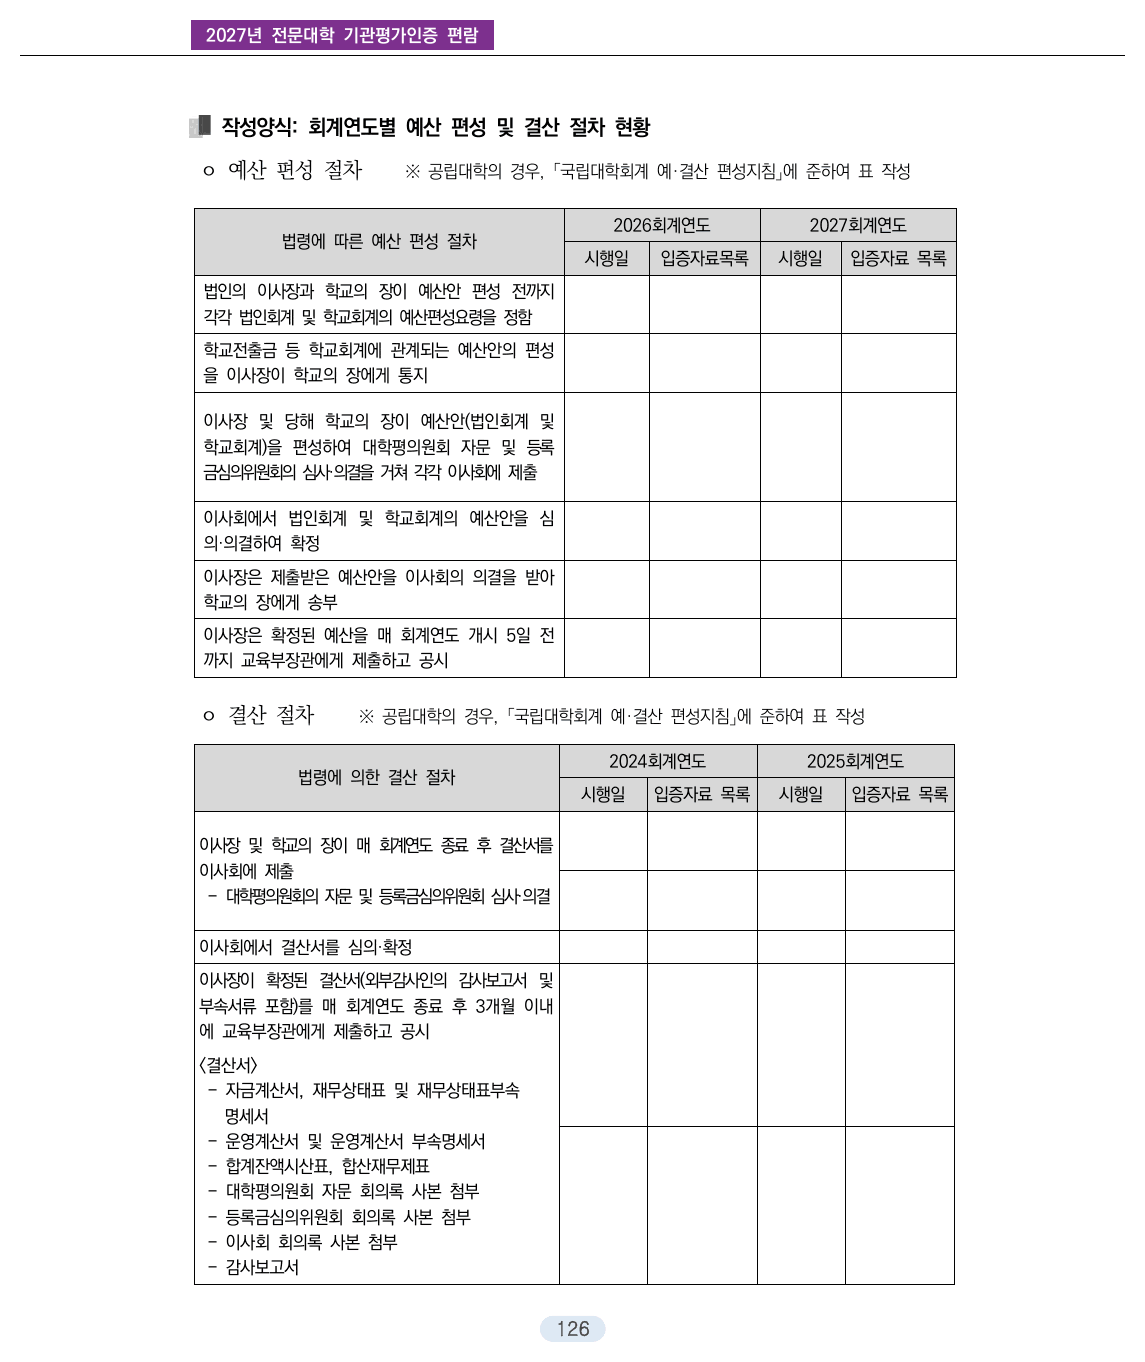 2027년 전문대학 기관평가인증 편람
작성양식: 회계연도별 예산 편성 및 결산 절차 현황
ㅇ 예산 편성 절차 ※ 공립대학의 경우, 「국립대학회계 예·결산 편성지침」에 준하여 표 작성
법령에 따른 예산 편성 절차
2026회계연도 2027회계연도
시행일 입증자료목록 시행일 입증자료 목록
법인의 이사장과 학교의 장이 예산안 편성 전까지
각각 법인회계 및 학교회계의 예산편성요령을 정함
학교전출금 등 학교회계에 관계되는 예산안의 편성
을 이사장이 학교의 장에게 통지
이사장 및 당해 학교의 장이 예산안(법인회계 및
학교회계)을 편성하여 대학평의원회 자문 및 등록
금심의위원회의 심사·의결을 거쳐 각각 이사회에 제출
이사회에서 법인회계 및 학교회계의 예산안을 심
의·의결하여 확정
이사장은 제출받은 예산안을 이사회의 의결을 받아
학교의 장에게 송부
이사장은 확정된 예산을 매 회계연도 개시 5일 전
까지 교육부장관에게 제출하고 공시
ㅇ 결산 절차 ※ 공립대학의 경우, 「국립대학회계 예·결산 편성지침」에 준하여 표 작성
법령에 의한 결산 절차
2024회계연도 2025회계연도
시행일 입증자료 목록 시행일 입증자료 목록
이사장 및 학교의 장이 매 회계연도 종료 후 결산서를
이사회에 제출
- 대학평의원회의 자문 및 등록금심의위원회 심사·의결
이사회에서 결산서를 심의·확정
이사장이 확정된 결산서(외부감사인의 감사보고서 및
부속서류 포함)를 매 회계연도 종료 후 3개월 이내
에 교육부장관에게 제출하고 공시
〈결산서〉
- 자금계산서, 재무상태표 및 재무상태표부속
명세서
- 운영계산서 및 운영계산서 부속명세서
- 합계잔액시산표, 합산재무제표
- 대학평의원회 자문 회의록 사본 첨부
- 등록금심의위원회 회의록 사본 첨부
- 이사회 회의록 사본 첨부
- 감사보고서
126